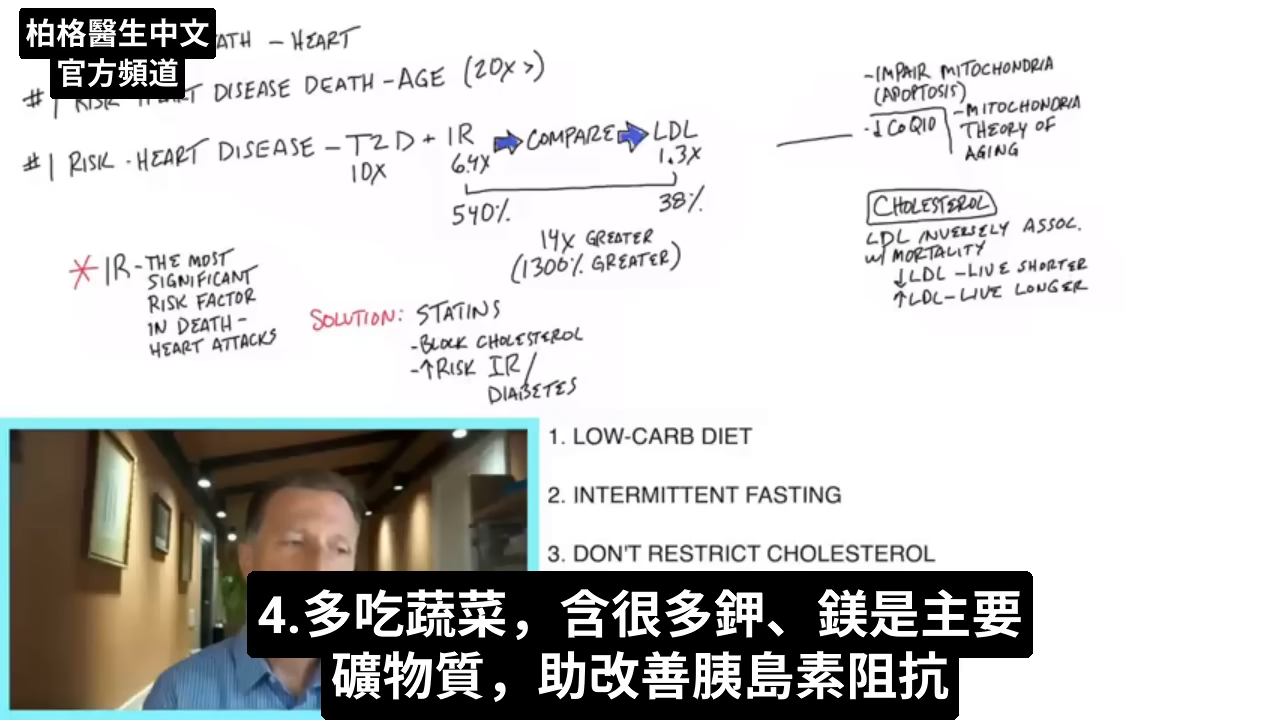 柏格醫生中文
官方頻道
ATH - HEART
#1 RISK HEART DISEASE DEATH - AGE (20X >)
#1 RISK - HEART DISEASE - T2D + IR COMPARE LDL
10X 6.4X 1.3X
540% 38%
14X GREATER
(1300% GREATER)
* IR - THE MOST
SIGNIFICANT
RISK FACTOR
IN DEATH -
HEART ATTACKS
SOLUTION: STATINS
- BLOCK CHOLESTEROL
- ↑RISK IR/
DIABETES
- IMPAIR MITOCHONDRIA
(APOPTOSIS)
- ↓ CoQ10
- MITOCHONDRIA
THEORY OF
AGING
CHOLESTEROL
LDL INVERSELY ASSOC.
W/ MORTALITY
↓LDL - LIVE SHORTER
↑LDL - LIVE LONGER
1. LOW-CARB DIET
2. INTERMITTENT FASTING
3. DON'T RESTRICT CHOLESTEROL
4.多吃蔬菜，含很多鉀、鎂是主要
礦物質，助改善胰島素阻抗